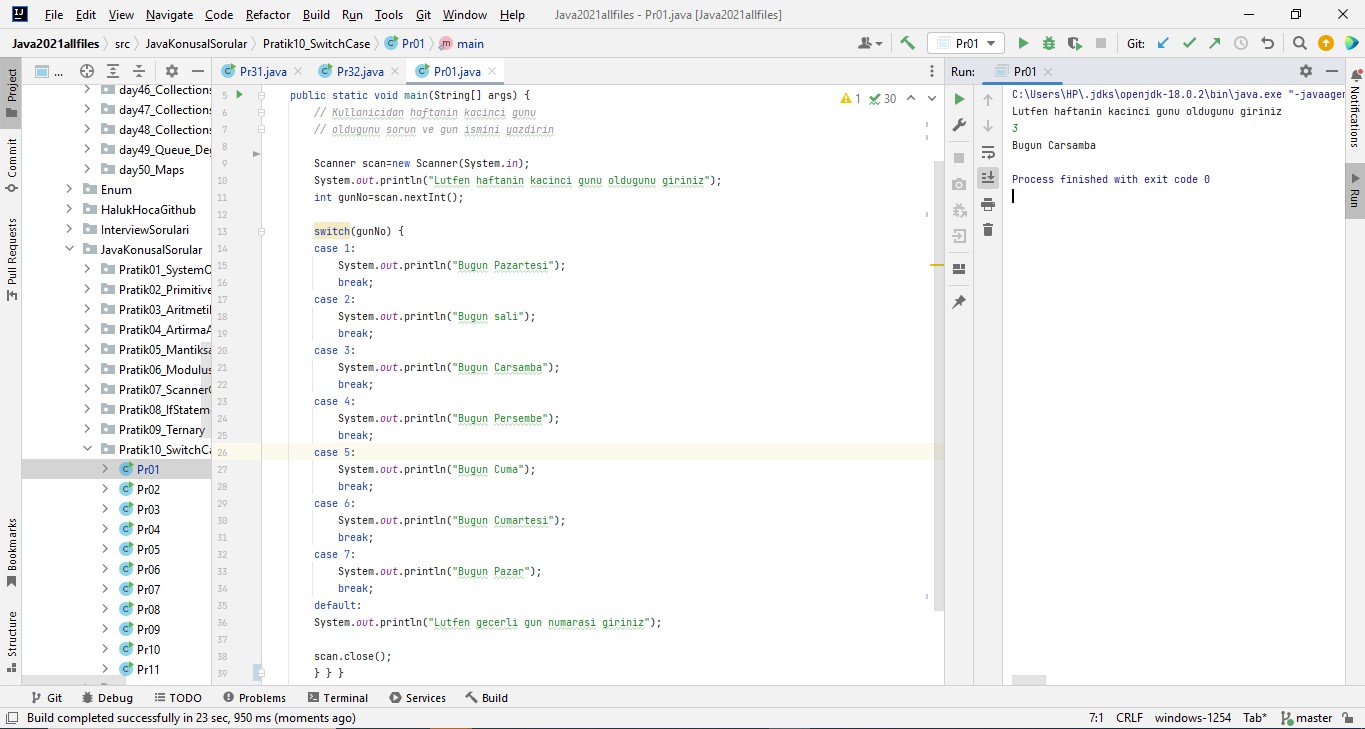 File Edit View Navigate Code Refactor Build Run Tools Git Window Help Java2021allfiles - Pr01.java [Java2021allfiles]
Java2021allfiles src JavaKonusalSorular Pratik10_SwitchCase Pr01 main Pr01 Git:
Project
Commit
Pull Requests
Bookmarks
Structure
...
day46_Collections
day47_Collections
day48_Collections
day49_Queue_De
day50_Maps
Enum
HalukHocaGithub
InterviewSorulari
JavaKonusalSorular
Pratik01_SystemO
Pratik02_Primitive
Pratik03_Aritmeti
Pratik04_ArtirmaA
Pratik05_Mantiksa
Pratik06_Modulus
Pratik07_Scanner
Pratik08_IfStatem
Pratik09_Ternary
Pratik10_SwitchCa
Pr01
Pr02
Pr03
Pr04
Pr05
Pr06
Pr07
Pr08
Pr09
Pr10
Pr11
Pr31.java Pr32.java Pr01.java
1 30
5 public static void main(String[] args) {
6 // Kullanicidan haftanin kacinci gunu
7 // oldugunu sorun ve gun ismini yazdirin
8
9 Scanner scan=new Scanner(System.in);
10 System.out.println("Lutfen haftanin kacinci gunu oldugunu giriniz");
11 int gunNo=scan.nextInt();
12
13 switch(gunNo) {
14 case 1:
15 System.out.println("Bugun Pazartesi");
16 break;
17 case 2:
18 System.out.println("Bugun sali");
19 break;
20 case 3:
21 System.out.println("Bugun Carsamba");
22 break;
23 case 4:
24 System.out.println("Bugun Persembe");
25 break;
26 case 5:
27 System.out.println("Bugun Cuma");
28 break;
29 case 6:
30 System.out.println("Bugun Cumartesi");
31 break;
32 case 7:
33 System.out.println("Bugun Pazar");
34 break;
35 default:
36 System.out.println("Lutfen gecerli gun numarasi giriniz");
37
38 scan.close();
39 } } }
Run: Pr01
C:\Users\HP\.jdks\openjdk-18.0.2\bin\java.exe "-javaagen
Lutfen haftanin kacinci gunu oldugunu giriniz
3
Bugun Carsamba
Process finished with exit code 0
Notifications
Run
Git Debug TODO Problems Terminal Services Build
Build completed successfully in 23 sec, 950 ms (moments ago) 7:1 CRLF windows-1254 Tab* master